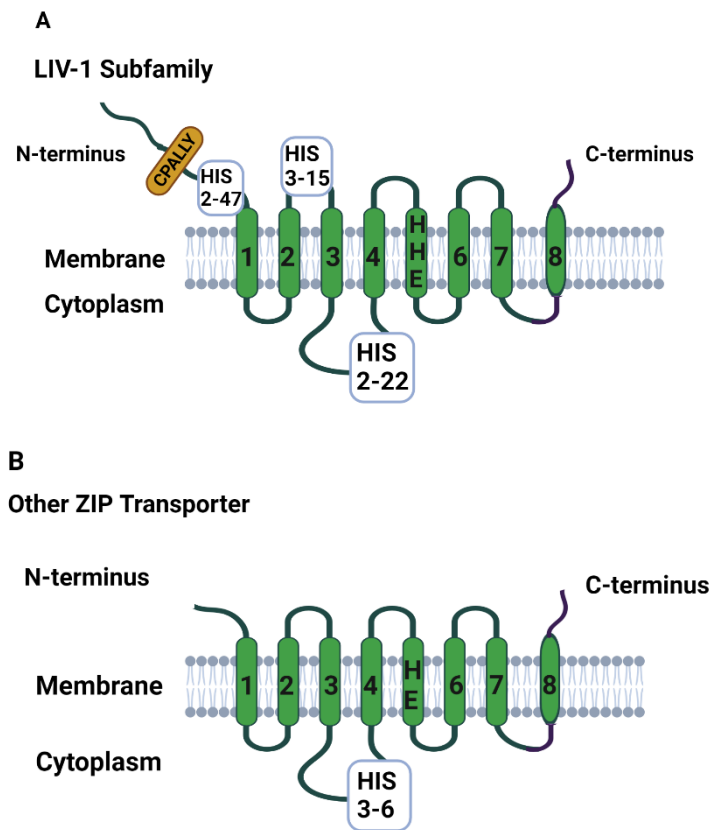 A
LIV-1 Subfamily
N-terminus
CPALLY
HIS
2-47
HIS
3-15
C-terminus
Membrane
Cytoplasm
1
2
3
4
H
H
E
6
7
8
HIS
2-22
B
Other ZIP Transporter
N-terminus
C-terminus
Membrane
Cytoplasm
1
2
3
4
H
E
6
7
8
HIS
3-6